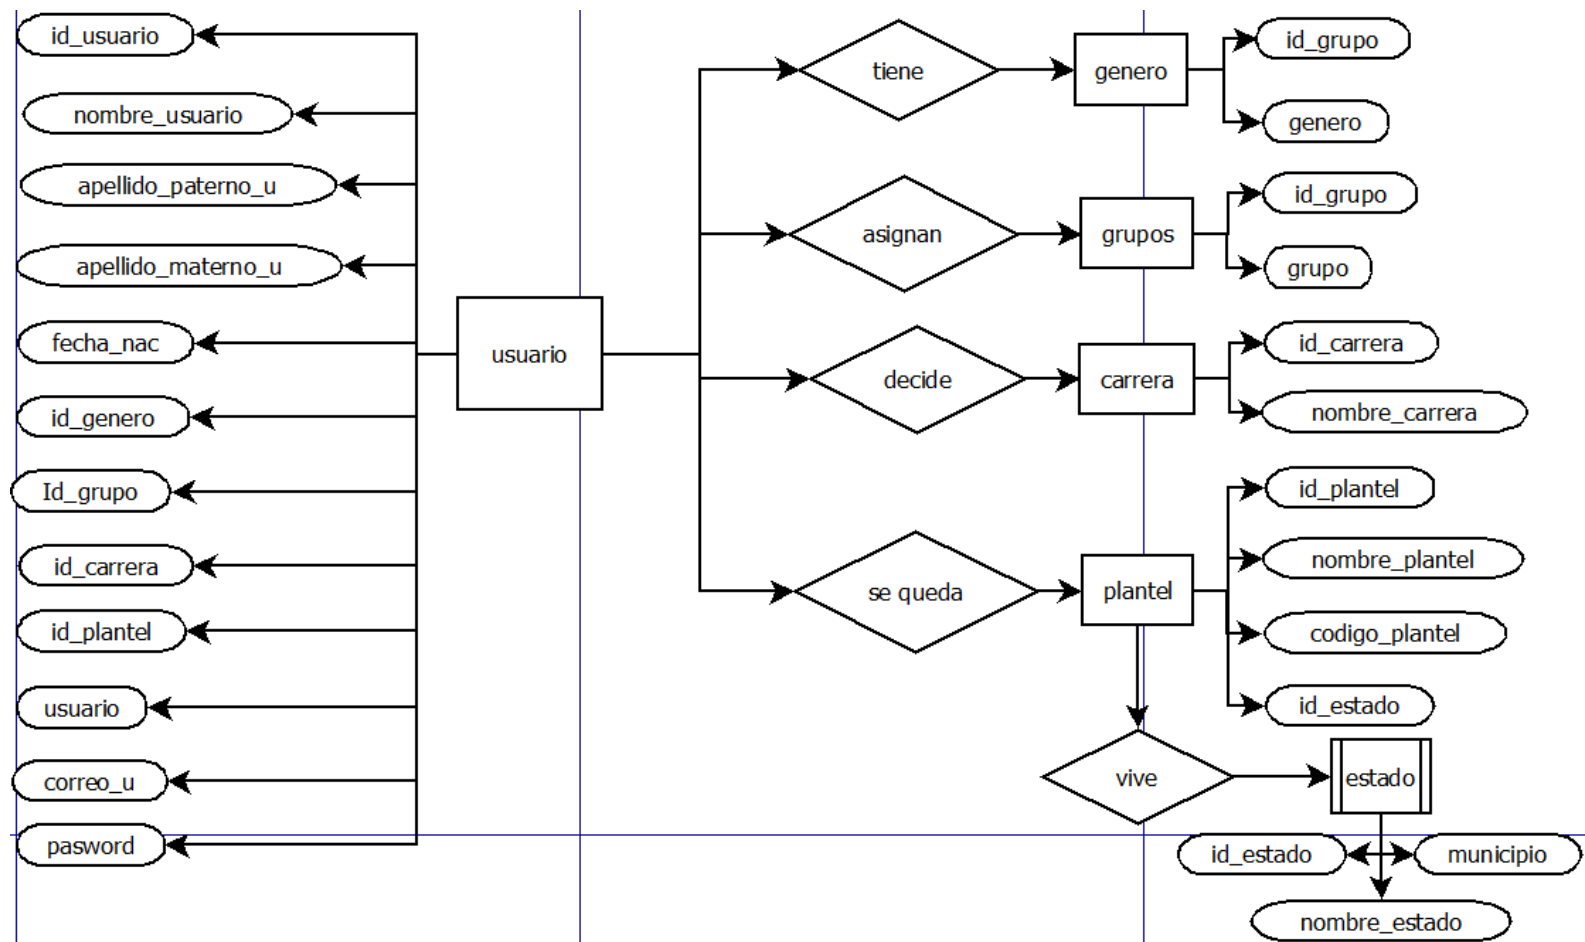 id_usuario
nombre_usuario
apellido_paterno_u
apellido_materno_u
fecha_nac
id_genero
Id_grupo
id_carrera
id_plantel
usuario
correo_u
pasword
usuario
tiene
genero
id_grupo
genero
asignan
grupos
id_grupo
grupo
decide
carrera
id_carrera
nombre_carrera
se queda
plantel
id_plantel
nombre_plantel
codigo_plantel
id_estado
vive
estado
id_estado
municipio
nombre_estado